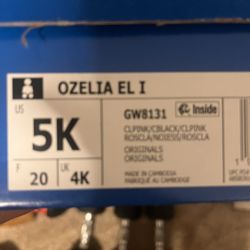 OZELIA EL I
US
5K
F
20
UK
4K
GW8131
Inside
CLPINK/CBLACK/CLPINK
ROSCLA/NOIESS/ROSCLA
ORIGINALS
ORIGINALS
MADE IN CAMBODIA
FABRIQUÉ AU CAMBODGE